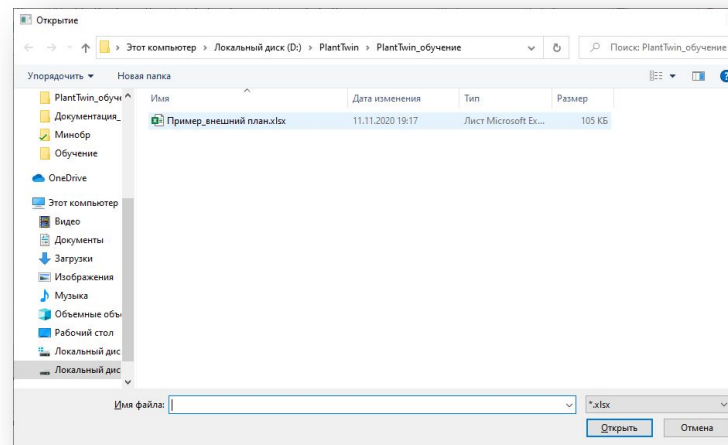 Открытие
Этот компьютер › Локальный диск (D:) › PlantTwin › PlantTwin_обучение
Поиск: PlantTwin_обучение
Упорядочить Новая папка
Имя Дата изменения Тип Размер
Пример_внешний план.xlsx 11.11.2020 19:17 Лист Microsoft Ex... 105 КБ
PlantTwin_обуче
Документация_
Минобр
Обучение
OneDrive
Этот компьютер
Видео
Документы
Загрузки
Изображения
Музыка
Объемные объе
Рабочий стол
Локальный дис
Локальный дис
Имя файла: *.xlsx
Открыть Отмена